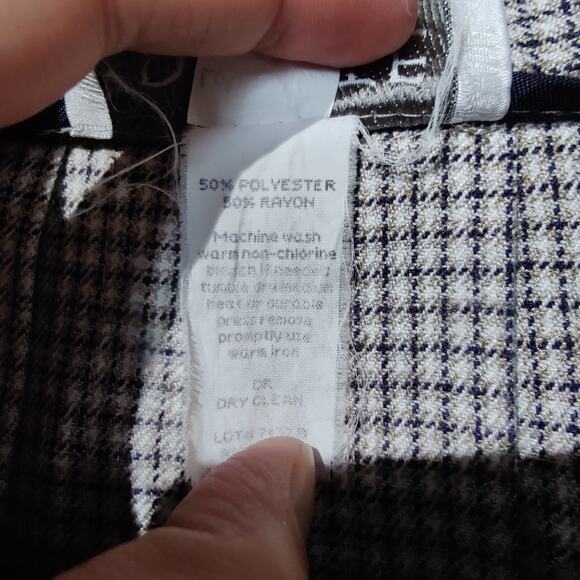 50% POLYESTER
50% RAYON
Machine wash
warm non-chlorine
bleach if needed
tumble dry medium
heat or durable
press remove
promptly use
warm iron
OR
DRY CLEAN
LOT#